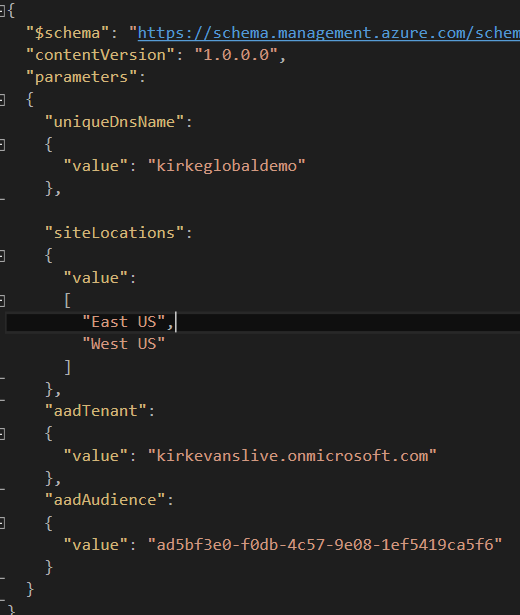 {
"$schema": "https://schema.management.azure.com/schem
"contentVersion": "1.0.0.0",
"parameters":
{
"uniqueDnsName":
{
"value": "kirkeglobaldemo"
},
"siteLocations":
{
"value":
[
"East US",
"West US"
]
},
"aadTenant":
{
"value": "kirkevanslive.onmicrosoft.com"
},
"aadAudience":
{
"value": "ad5bf3e0-f0db-4c57-9e08-1ef5419ca5f6"
}
}
}